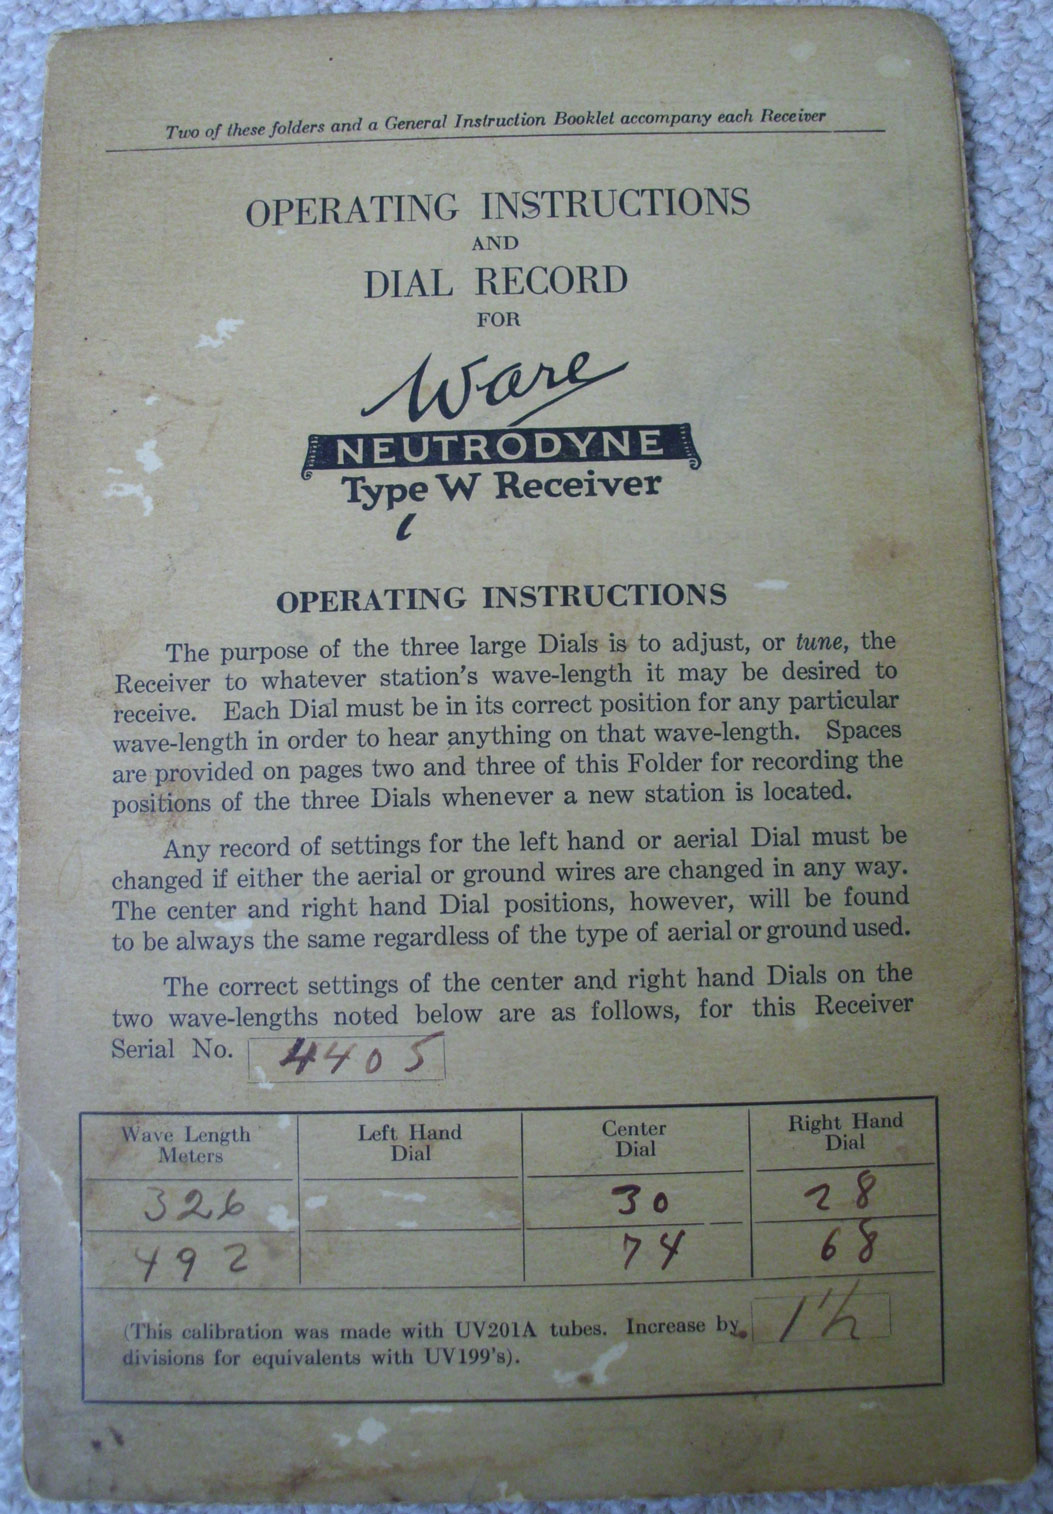 Two of these folders and a General Instruction Booklet accompany each Receiver
OPERATING INSTRUCTIONS
AND
DIAL RECORD
FOR
Ware
NEUTRODYNE
Type W Receiver
OPERATING INSTRUCTIONS
The purpose of the three large Dials is to adjust, or tune, the
Receiver to whatever station's wave-length it may be desired to
receive. Each Dial must be in its correct position for any particular
wave-length in order to hear anything on that wave-length. Spaces
are provided on pages two and three of this Folder for recording the
positions of the three Dials whenever a new station is located.
Any record of settings for the left hand or aerial Dial must be
changed if either the aerial or ground wires are changed in any way.
The center and right hand Dial positions, however, will be found
to be always the same regardless of the type of aerial or ground used.
The correct settings of the center and right hand Dials on the
two wave-lengths noted below are as follows, for this Receiver
Serial No. 4405
Wave Length Left Hand Center Right Hand
Meters Dial Dial Dial
326 30 28
492 74 68
(This calibration was made with UV201A tubes. Increase by 1½
divisions for equivalents with UV199's).